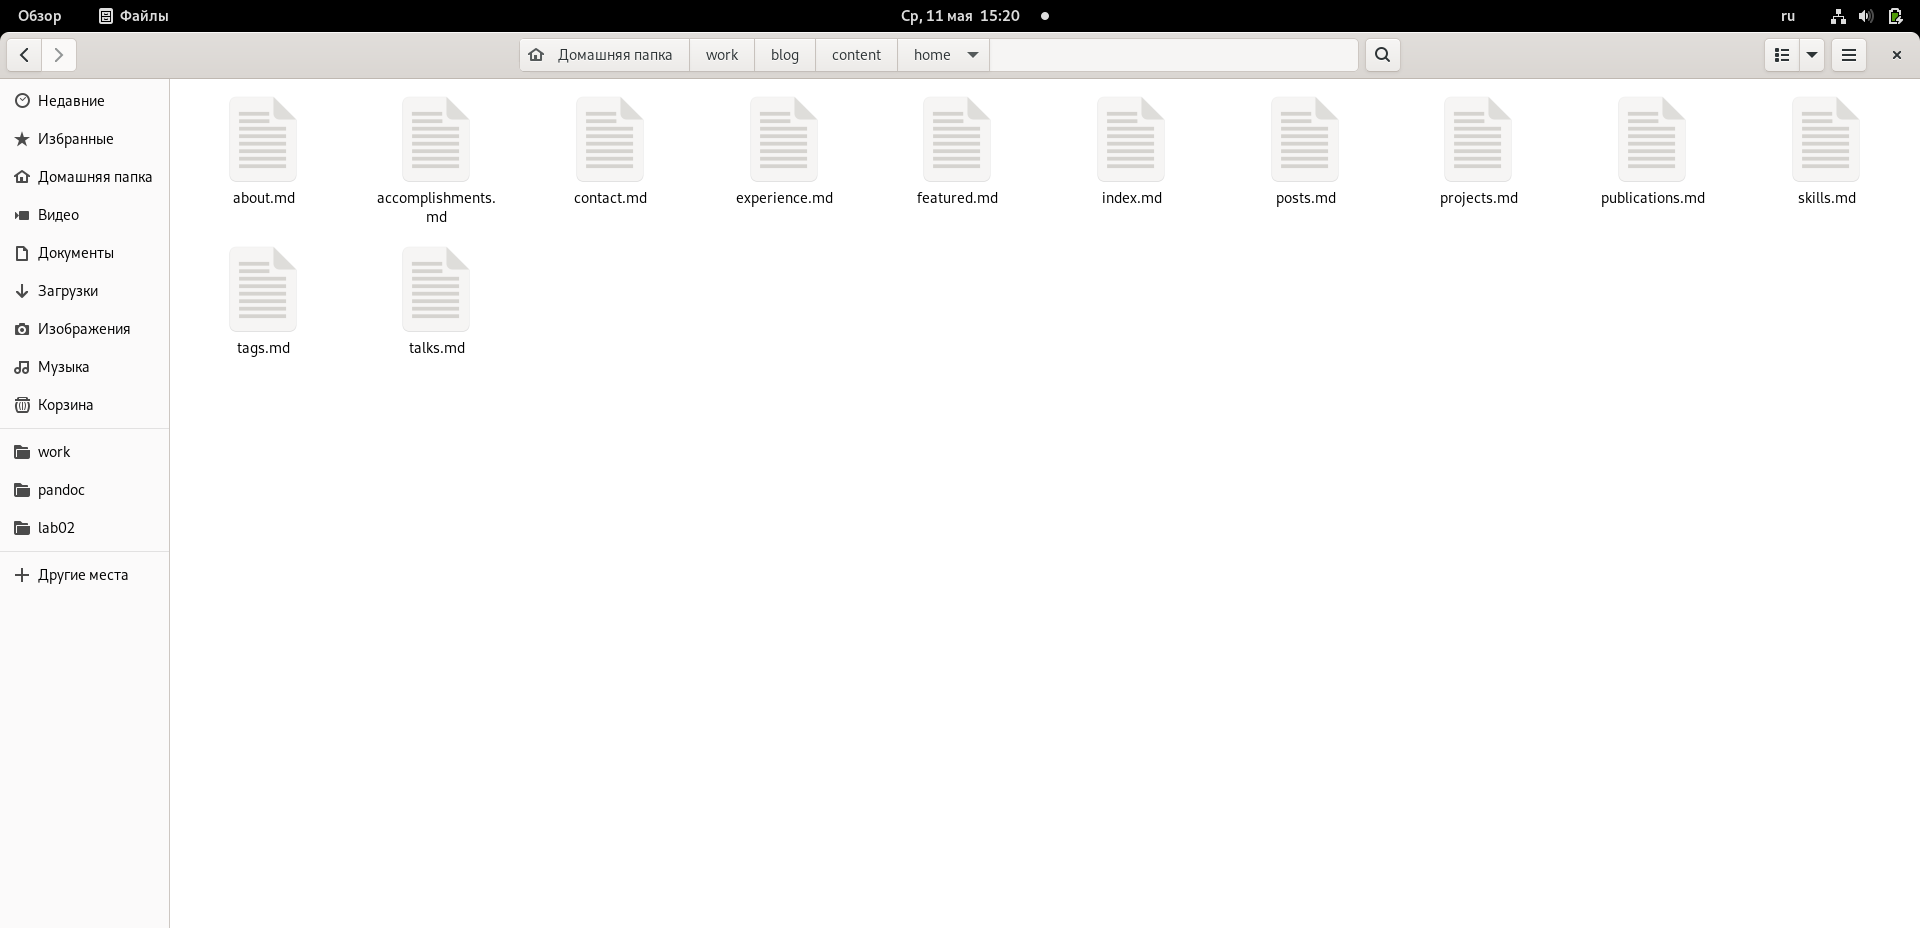 Обзор
Файлы
Ср, 11 мая 15:20
ru
Домашняя папка
work
blog
content
home
Недавние
Избранные
Домашняя папка
Видео
Документы
Загрузки
Изображения
Музыка
Корзина
work
pandoc
lab02
Другие места
about.md
accomplishments.
md
contact.md
experience.md
featured.md
index.md
posts.md
projects.md
publications.md
skills.md
tags.md
talks.md